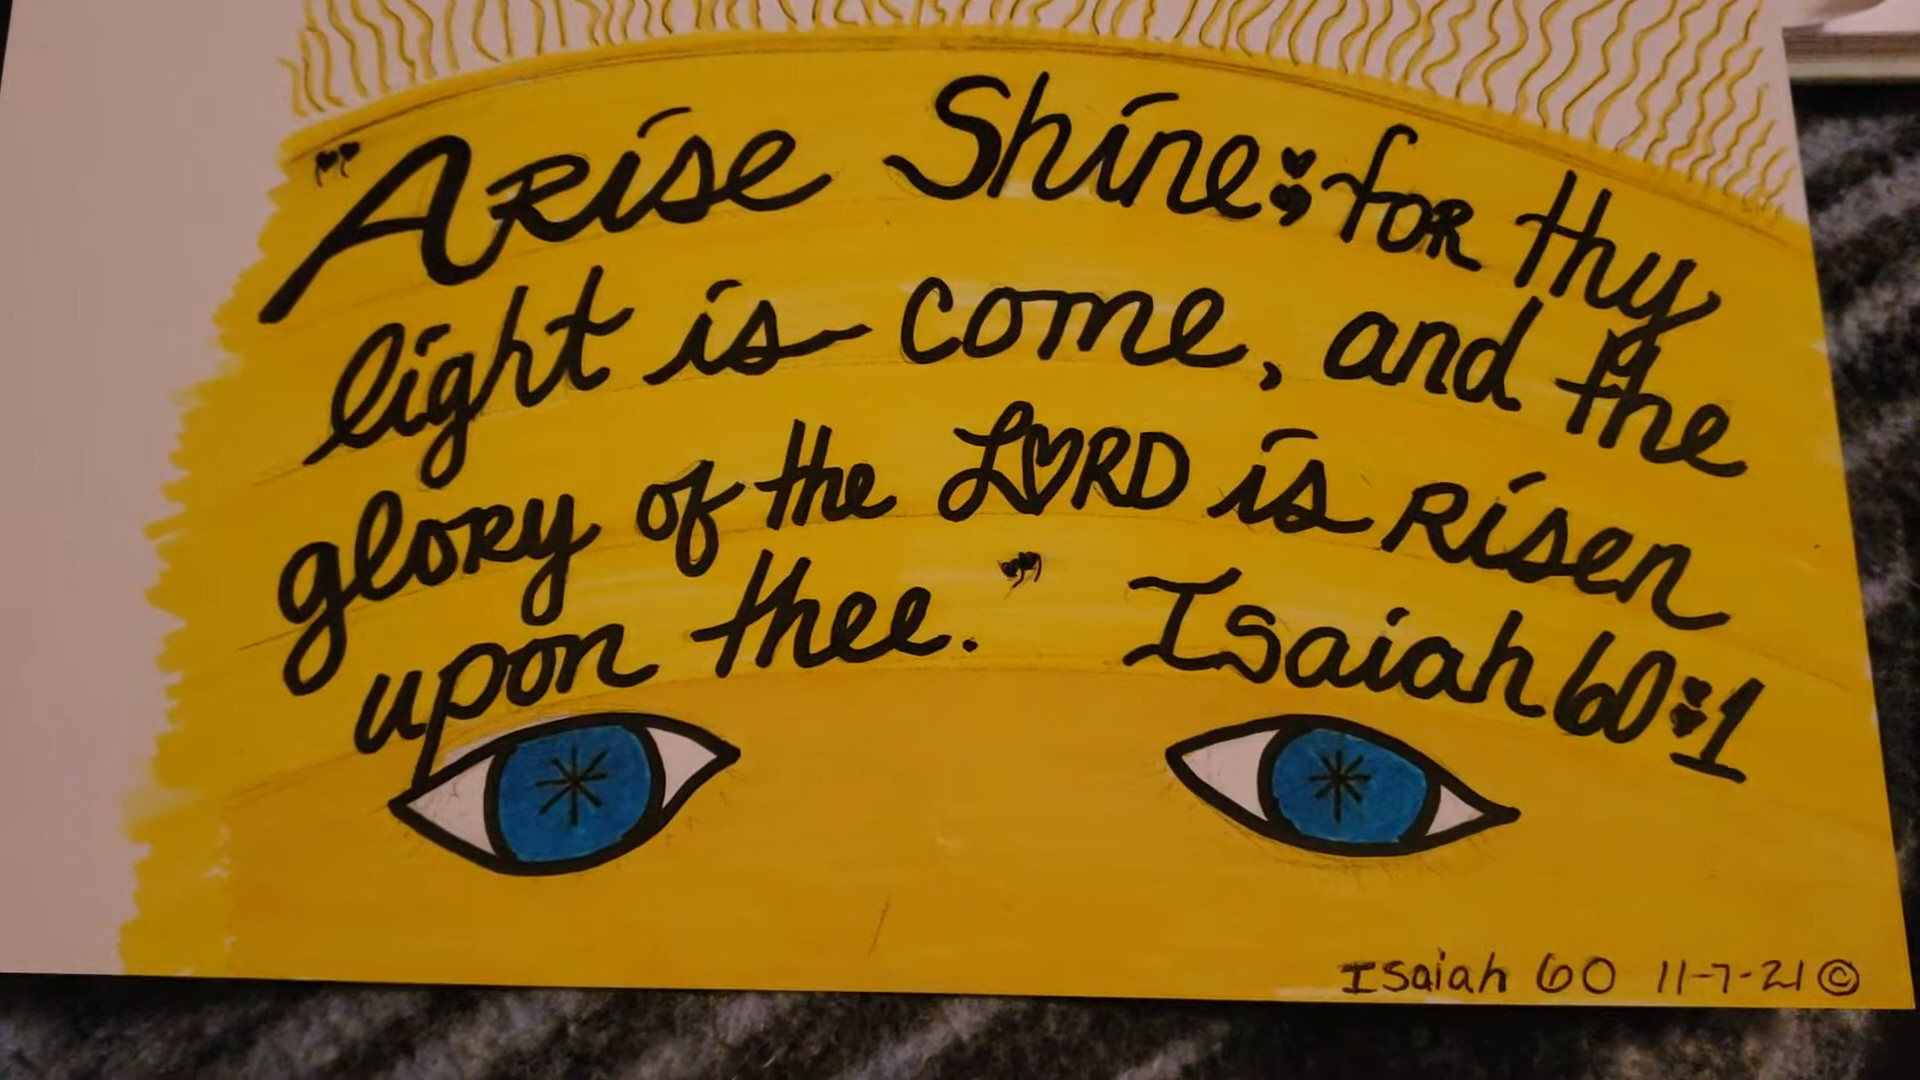 "Arise Shine; for thy
light is come, and the
glory of the LORD is risen
upon thee." Isaiah 60:1
Isaiah 60 11-7-21 ©